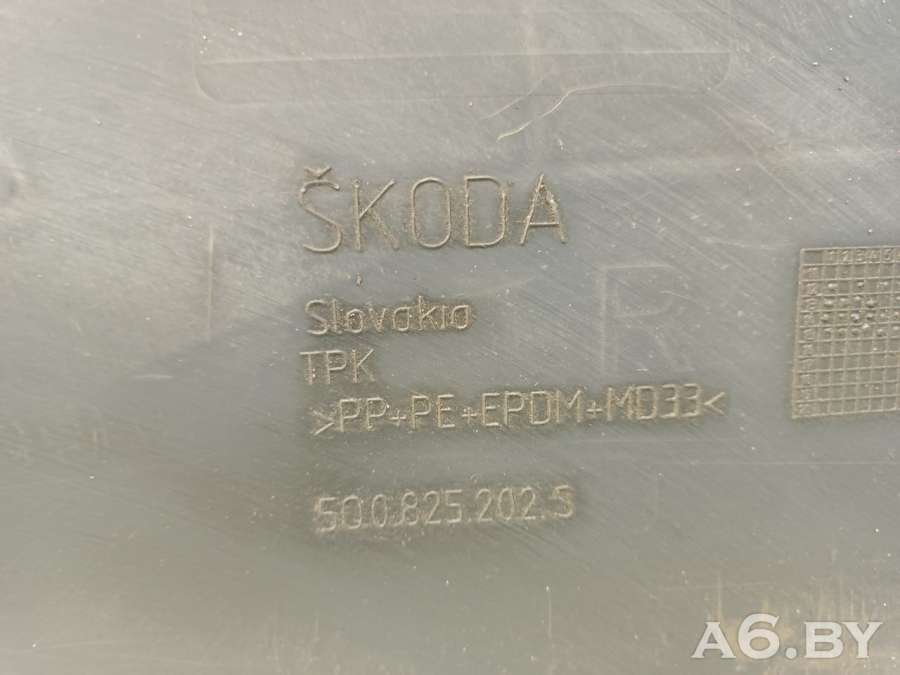 ŠKODA
R
Slovakia
TPK
>PP+PE+EPDM+MD33<
5Q0.825.202.S
A6.BY